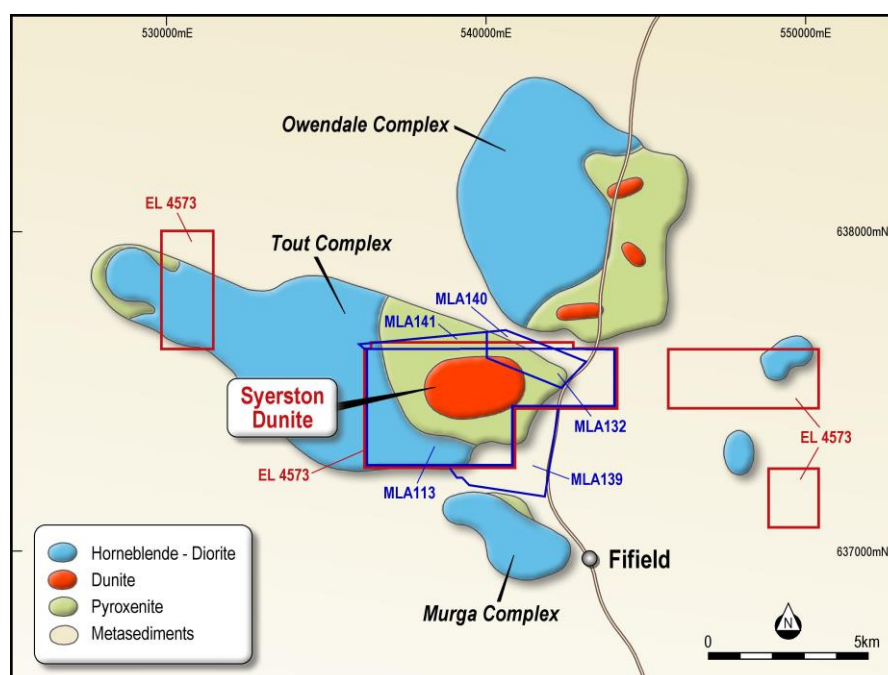 530000mE
540000mE
550000mE
Owendale Complex
EL 4573
638000mN
Tout Complex
MLA140
MLA141
Syerston
Dunite
MLA132
EL 4573
EL 4573
MLA113
MLA139
Horneblende - Diorite
Dunite
Pyroxenite
Metasediments
Fifield
637000mN
Murga Complex
N
0
5km